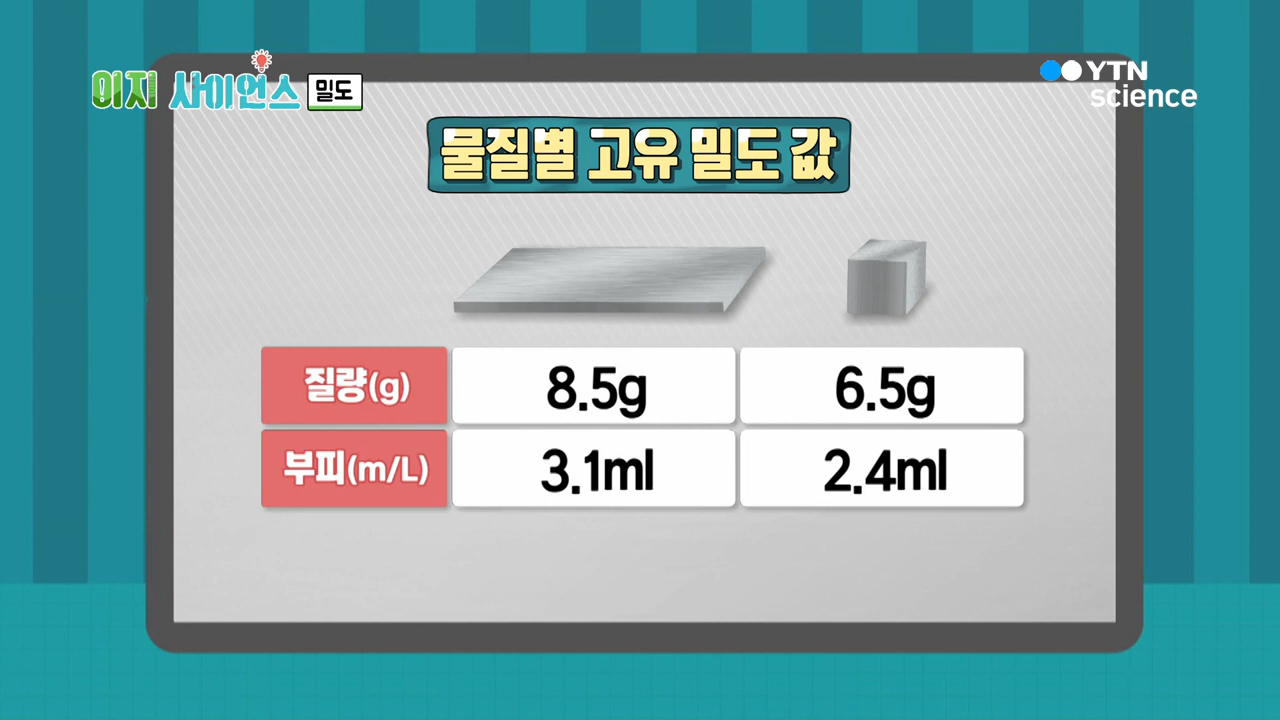 이지 사이언스 밀도
YTN
science
물질별 고유 밀도 값
질량(g) 8.5g 6.5g
부피(m/L) 3.1ml 2.4ml